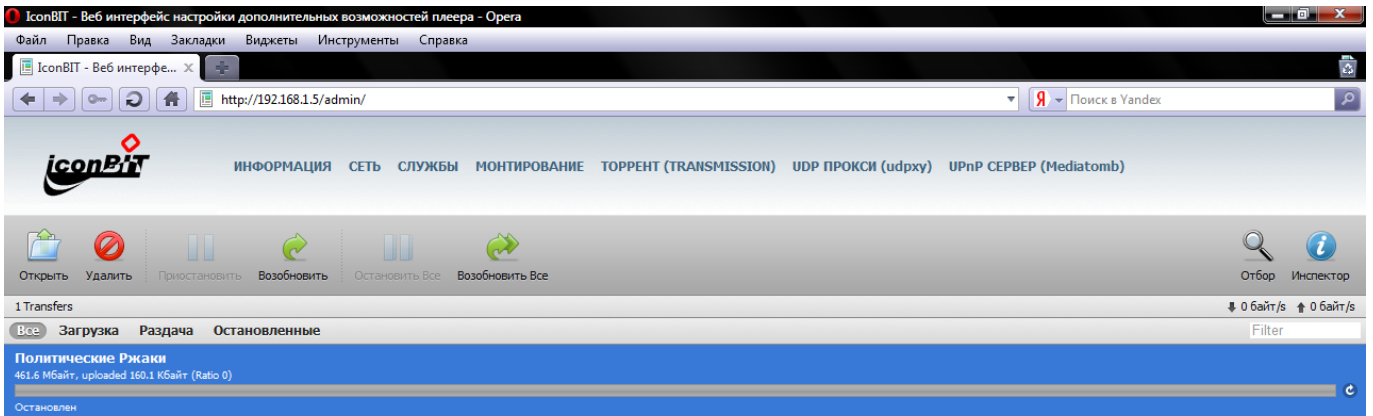 IconBIT - Веб интерфейс настройки дополнительных возможностей плеера - Opera
Файл Правка Вид Закладки Виджеты Инструменты Справка
IconBIT - Веб интерфе...
http://192.168.1.5/admin/ Я Поиск в Yandex
iconBIT ИНФОРМАЦИЯ СЕТЬ СЛУЖБЫ МОНТИРОВАНИЕ ТОРРЕНТ (TRANSMISSION) UDP ПРОКСИ (udpxy) UPnP СЕРВЕР (Mediatomb)
Открыть Удалить Приостановить Возобновить Остановить Все Возобновить Все Отбор Инспектор
1 Transfers 0 байт/s 0 байт/s
Все Загрузка Раздача Остановленные Filter
Политические Ржаки
461.6 Мбайт, uploaded 160.1 Кбайт (Ratio 0)
Остановлен